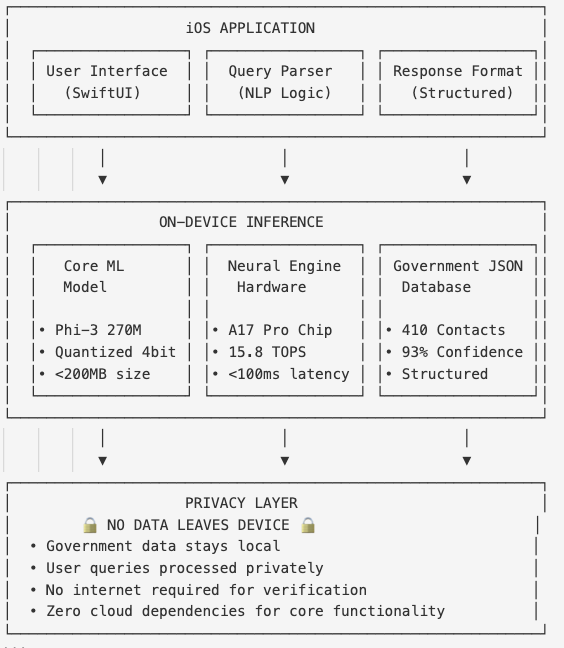 iOS APPLICATION
User Interface Query Parser Response Format
(SwiftUI) (NLP Logic) (Structured)
ON-DEVICE INFERENCE
Core ML Neural Engine Government JSON
Model Hardware Database
• Phi-3 270M • A17 Pro Chip • 410 Contacts
• Quantized 4bit • 15.8 TOPS • 93% Confidence
• <200MB size • <100ms latency • Structured
PRIVACY LAYER
🔒 NO DATA LEAVES DEVICE 🔒
• Government data stays local
• User queries processed privately
• No internet required for verification
• Zero cloud dependencies for core functionality